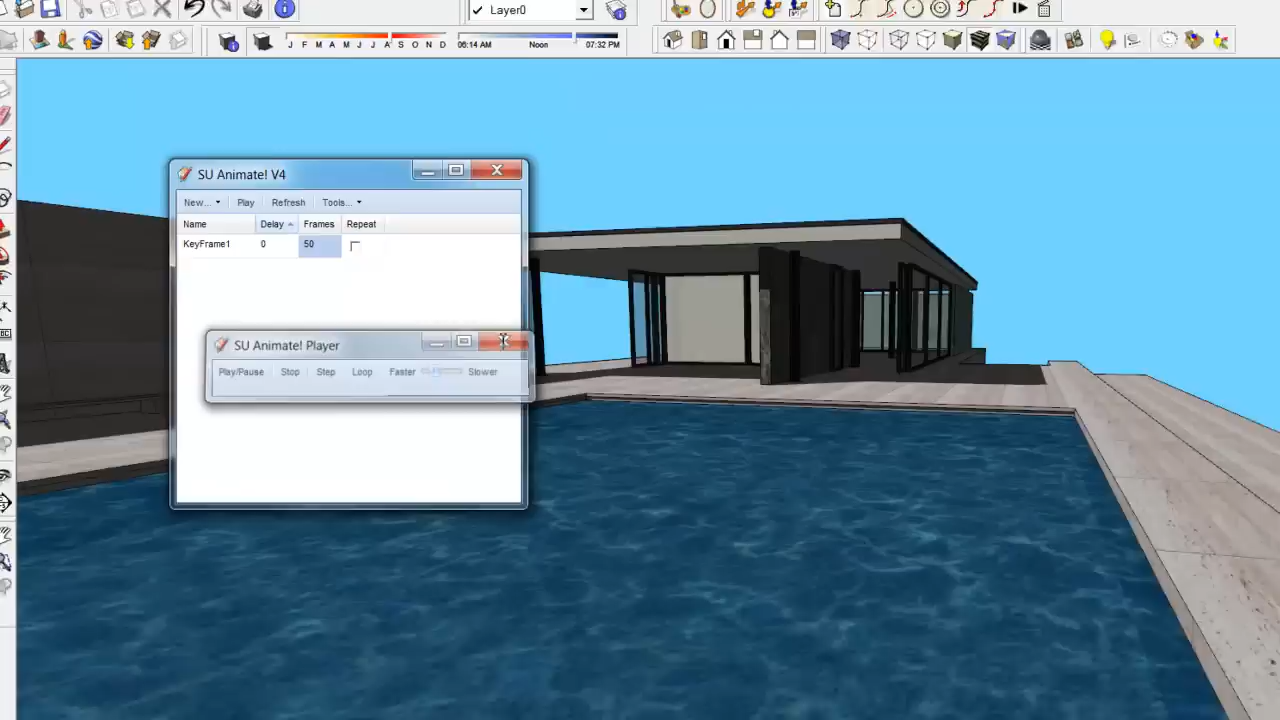 Layer0
J F M A M J J A S O N D
06:14 AM Noon 07:32 PM
SU Animate! V4
New... Play Refresh Tools...
Name Delay Frames Repeat
KeyFrame1 0 50
SU Animate! Player
Play/Pause Stop Step Loop Faster Slower